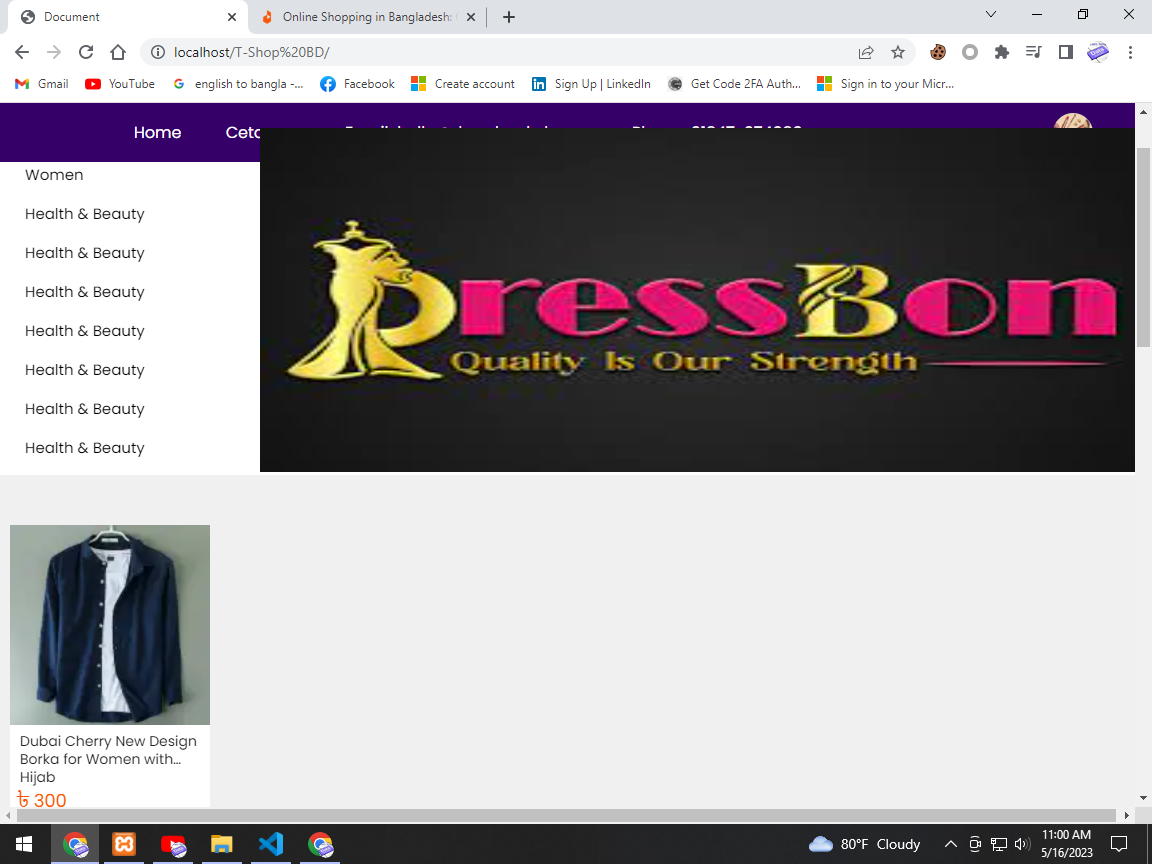 Document
Online Shopping in Bangladesh:
localhost/T-Shop%20BD/
Gmail
YouTube
english to bangla -...
Facebook
Create account
Sign Up | LinkedIn
Get Code 2FA Auth...
Sign in to your Micr...
Home
Women
Health & Beauty
Health & Beauty
Health & Beauty
Health & Beauty
Health & Beauty
Health & Beauty
Health & Beauty
DressBon
Quality Is Our Strength
Dubai Cherry New Design
Borka for Women with...
Hijab
৳ 300
80°F Cloudy
11:00 AM
5/16/2023